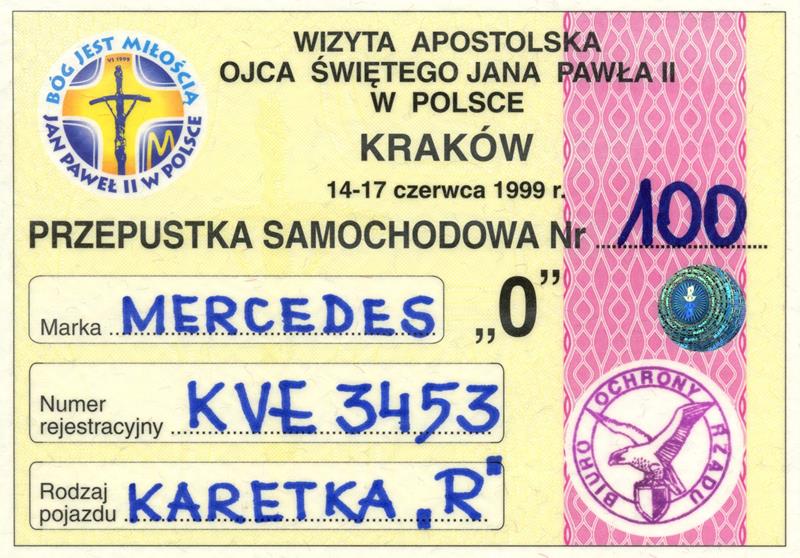 BÓG JEST MIŁOŚCIĄ
VI 1999
JAN PAWEŁ II W POLSCE
WIZYTA APOSTOLSKA
OJCA ŚWIĘTEGO JANA PAWŁA II
W POLSCE
KRAKÓW
14-17 czerwca 1999 r.
PRZEPUSTKA SAMOCHODOWA Nr 100
Marka MERCEDES
„O”
Numer
rejestracyjny KVE 3453
Rodzaj
pojazdu KARETKA „R”
BIURO OCHRONY RZĄDU